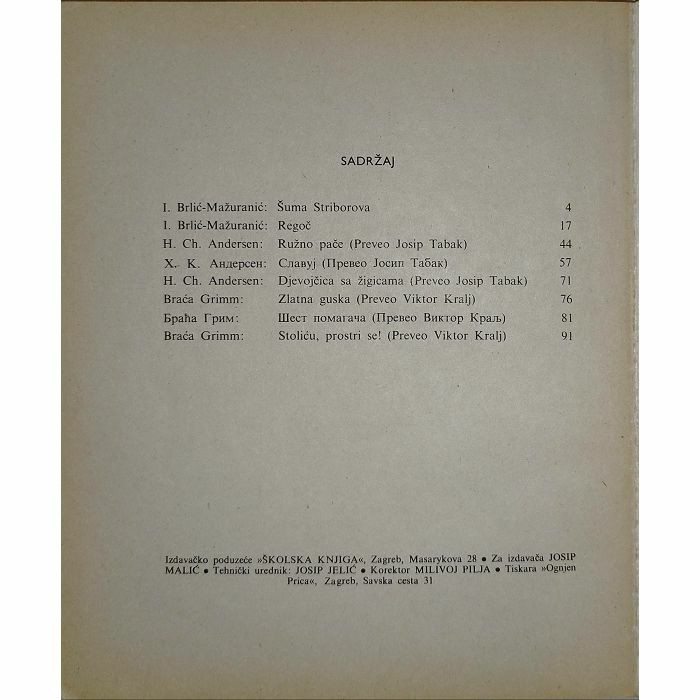 SADRŽAJ
I. Brlić-Mažuranić: Šuma Striborova 4
I. Brlić-Mažuranić: Regoč 17
H. Ch. Andersen: Ružno pače (Preveo Josip Tabak) 44
Х. К. Андерсен: Славуј (Превео Јосип Табак) 57
H. Ch. Andersen: Djevojčica sa žigicama (Preveo Josip Tabak) 71
Braća Grimm: Zlatna guska (Preveo Viktor Kralj) 76
Браћа Грим: Шест помагача (Превео Виктор Краљ) 81
Braća Grimm: Stoliću, prostri se! (Preveo Viktor Kralj) 91
Izdavačko poduzeće »ŠKOLSKA KNJIGA«, Zagreb, Masarykova 28 • Za izdavača JOSIP
MALIĆ • Tehnički urednik: JOSIP JELIĆ • Korektor MILIVOJ PILJA • Tiskara »Ognjen
Prica«, Zagreb, Savska cesta 31